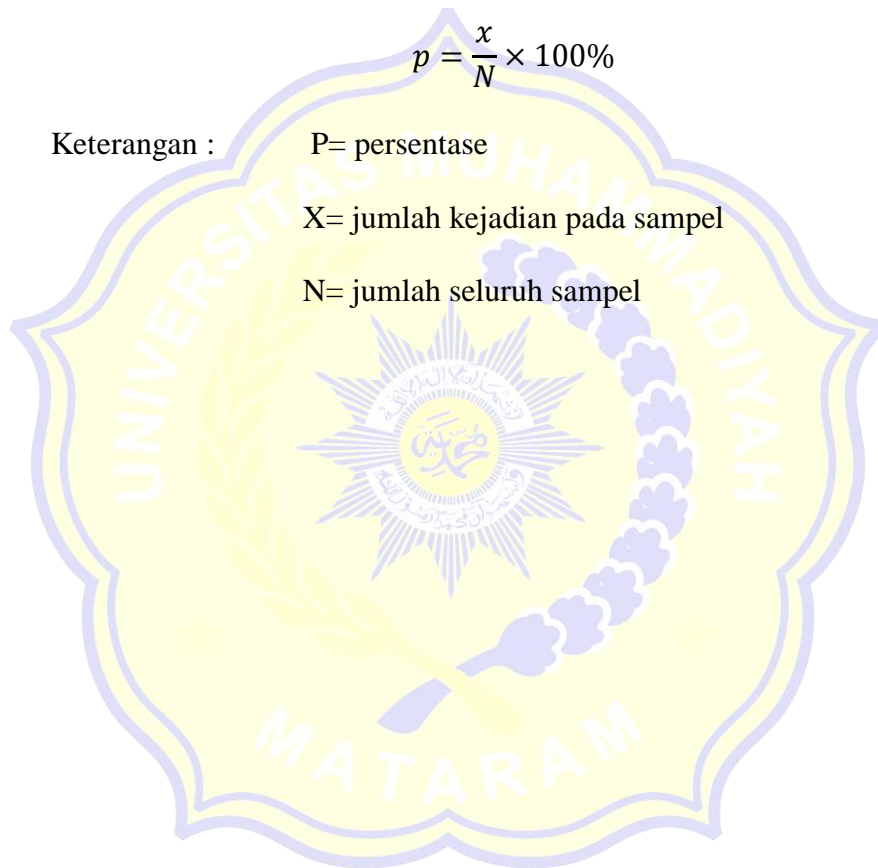 p = x/N × 100%
Keterangan : P= persentase
X= jumlah kejadian pada sampel
N= jumlah seluruh sampel
UNIVERSITAS MUHAMMADIYAH
MATARAM